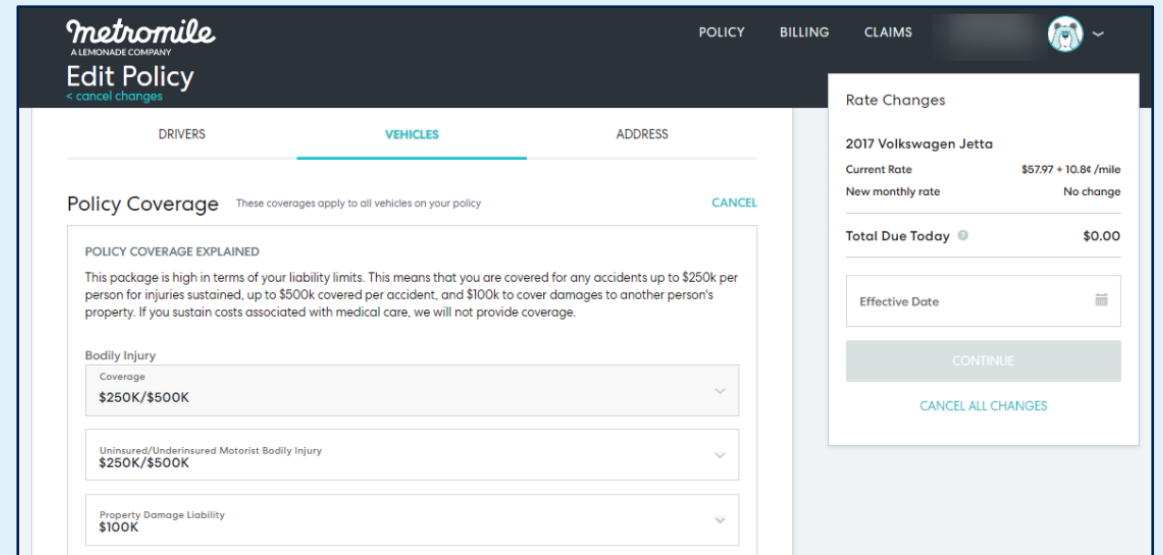 metromile
A LEMONADE COMPANY
Edit Policy
< cancel changes
POLICY BILLING CLAIMS
DRIVERS VEHICLES ADDRESS
Policy Coverage These coverages apply to all vehicles on your policy CANCEL
POLICY COVERAGE EXPLAINED
This package is high in terms of your liability limits. This means that you are covered for any accidents up to $250k per
person for injuries sustained, up to $500k covered per accident, and $100k to cover damages to another person's
property. If you sustain costs associated with medical care, we will not provide coverage.
Bodily Injury
Coverage
$250K/$500K
Uninsured/Underinsured Motorist Bodily Injury
$250K/$500K
Property Damage Liability
$100K
Rate Changes
2017 Volkswagen Jetta
Current Rate $57.97 + 10.8¢ /mile
New monthly rate No change
Total Due Today $0.00
Effective Date
CONTINUE
CANCEL ALL CHANGES